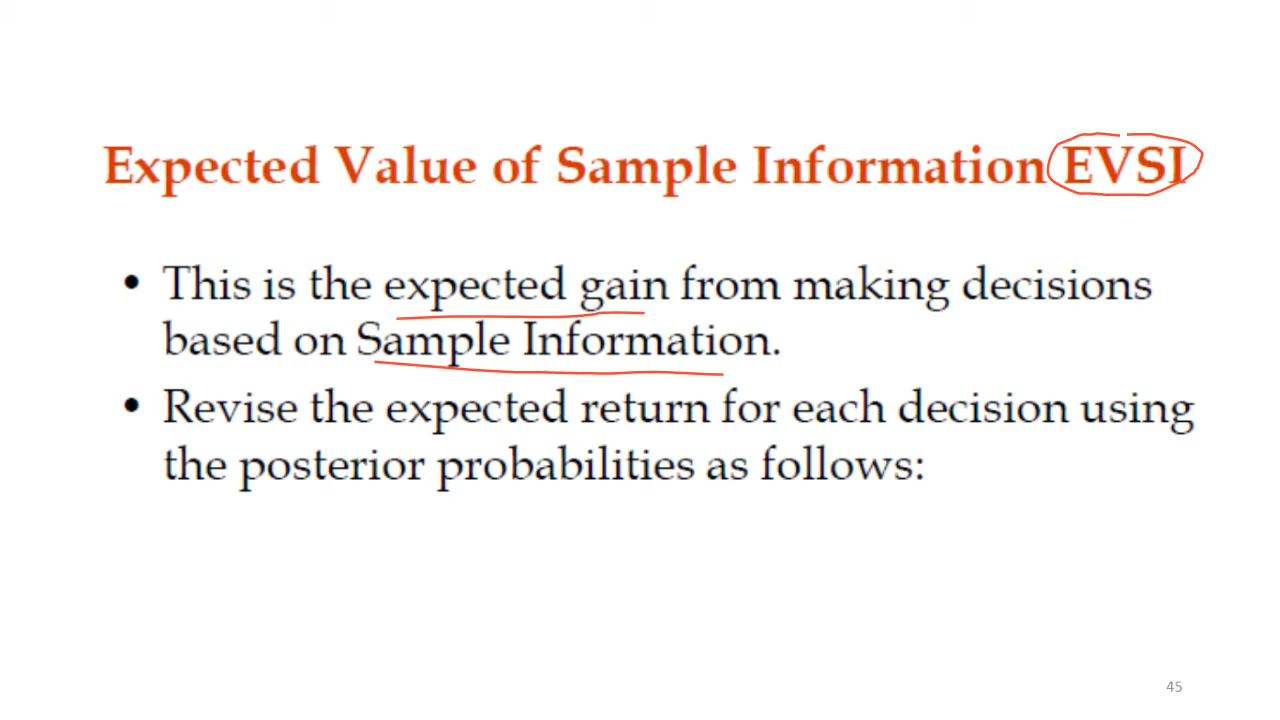 Expected Value of Sample Information EVSI
• This is the expected gain from making decisions
based on Sample Information.
• Revise the expected return for each decision using
the posterior probabilities as follows:
45